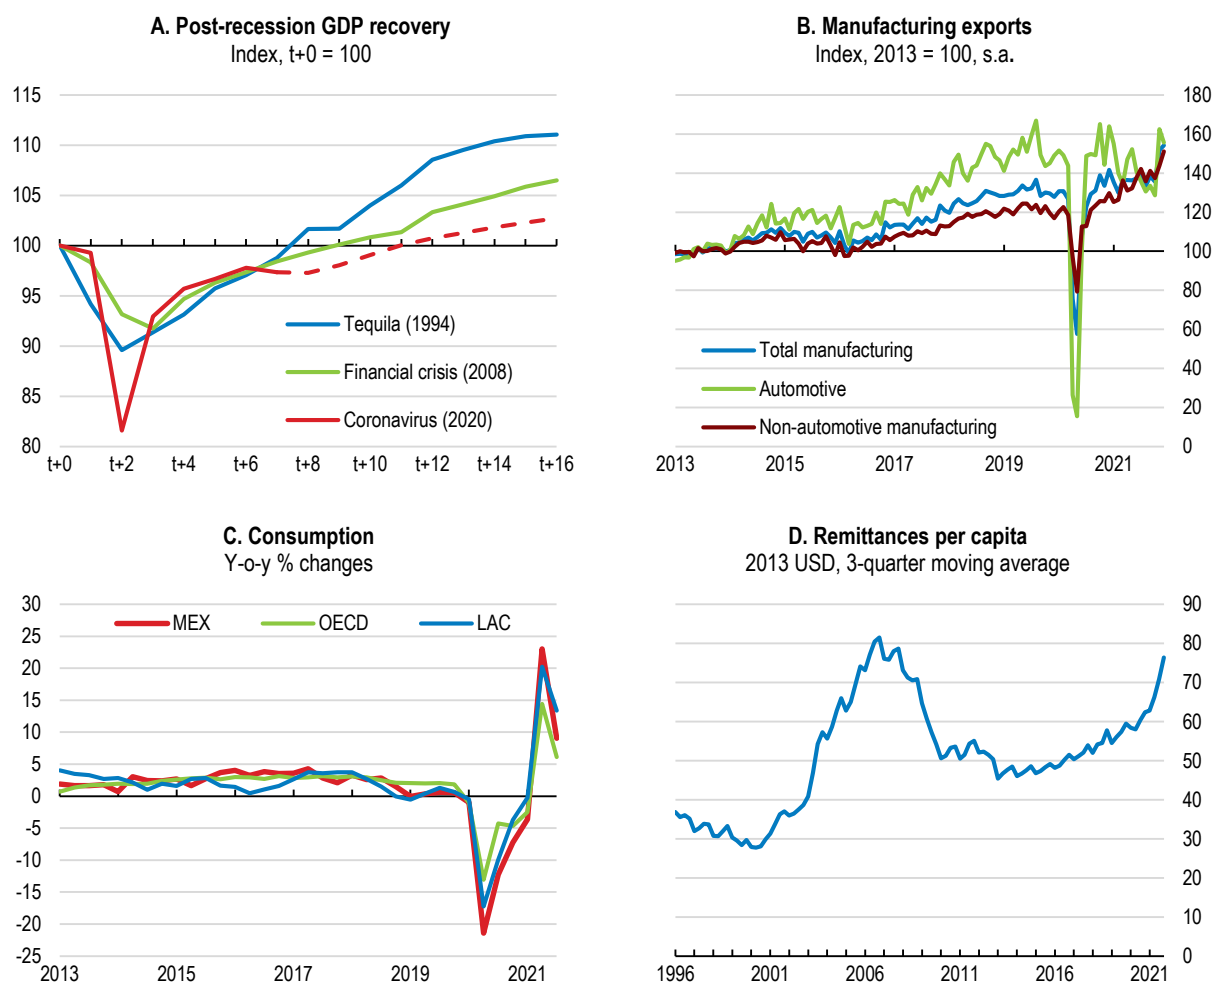 A. Post-recession GDP recovery
Index, t+0 = 100
115
110
105
100
95
90
85
80
t+0 t+2 t+4 t+6 t+8 t+10 t+12 t+14 t+16
Tequila (1994)
Financial crisis (2008)
Coronavirus (2020)
B. Manufacturing exports
Index, 2013 = 100, s.a.
180
160
140
120
100
80
60
40
20
0
2013 2015 2017 2019 2021
Total manufacturing
Automotive
Non-automotive manufacturing
C. Consumption
Y-o-y % changes
30
25
20
15
10
5
0
-5
-10
-15
-20
-25
2013 2015 2017 2019 2021
MEX OECD LAC
D. Remittances per capita
2013 USD, 3-quarter moving average
90
80
70
60
50
40
30
20
10
0
1996 2001 2006 2011 2016 2021